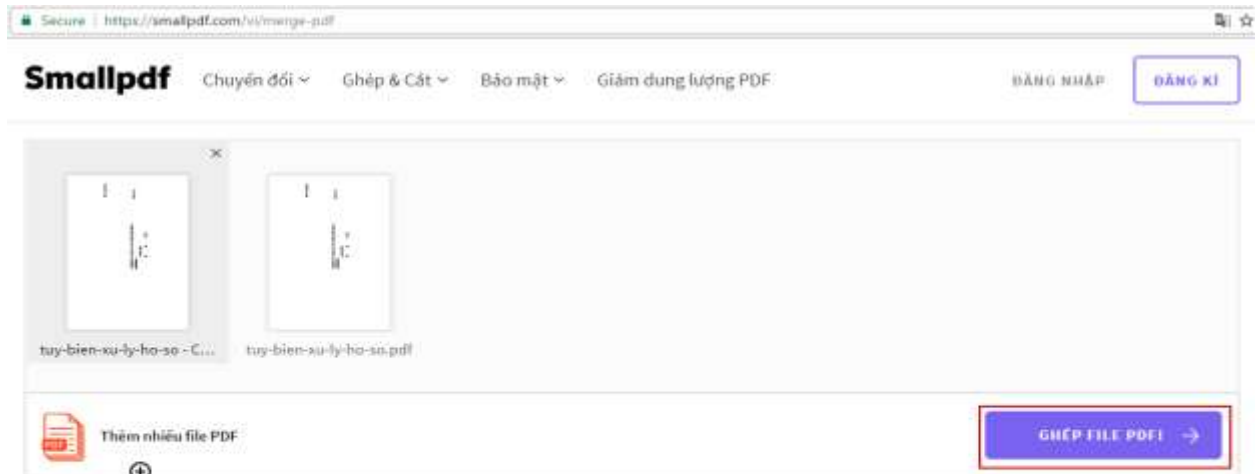 Secure https://smallpdf.com/vi/merge-pdf
Smallpdf Chuyển đổi Ghép & Cắt Bảo mật Giảm dung lượng PDF ĐĂNG NHẬP ĐĂNG KÍ
tuy-bien-xu-ly-ho-so - C... tuy-bien-xu-ly-ho-so.pdf
PDF Thêm nhiều file PDF GHÉP FILE PDF! →